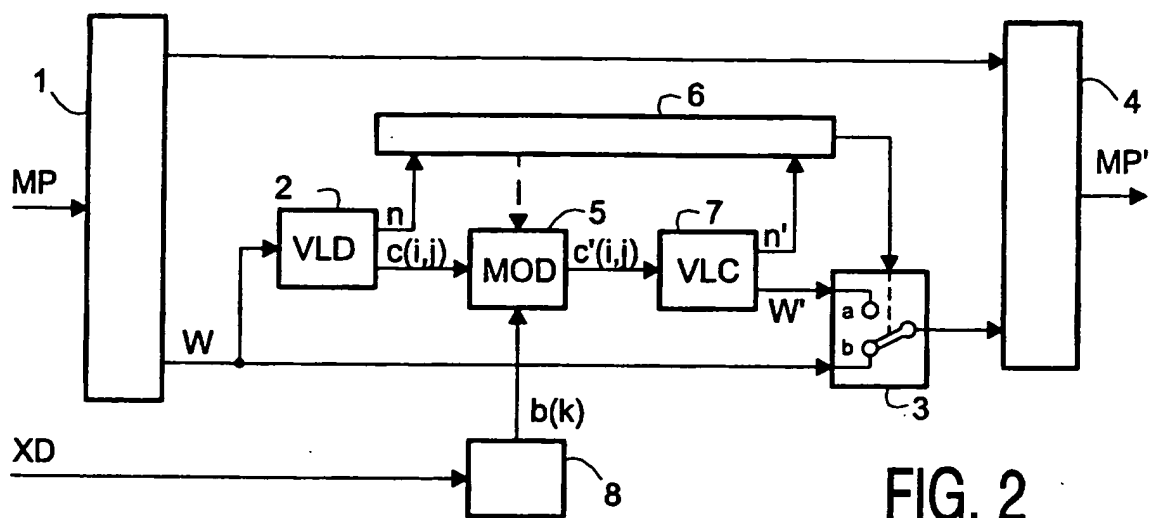 1
6
4
MP
MP'
2
n
5
7
n'
VLD
c(i,j)
MOD
c'(i,j)
VLC
W'
a
W
b
3
b(k)
XD
8
FIG. 2